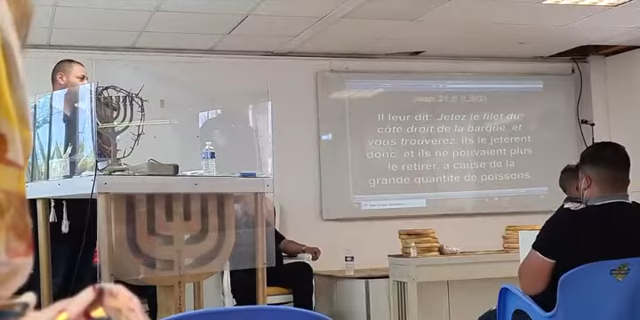 Jean 21:6 (LSG)
Il leur dit: Jetez le filet du
côté droit de la barque, et
vous trouverez. Ils le jetèrent
donc, et ils ne pouvaient plus
le retirer, à cause de la
grande quantité de poissons.